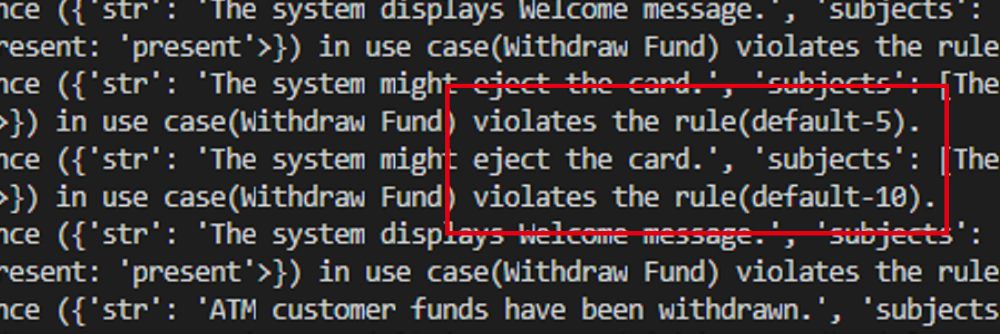 nce ({'str': 'The system displays Welcome message.', 'subjects':
resent: 'present'>}) in use case(Withdraw Fund) violates the rule
nce ({'str': 'The system might eject the card.', 'subjects': [The
>}) in use case(Withdraw Fund) violates the rule(default-5).
nce ({'str': 'The system might eject the card.', 'subjects': [The
>}) in use case(Withdraw Fund) violates the rule(default-10).
nce ({'str': 'The system displays Welcome message.', 'subjects':
resent: 'present'>}) in use case(Withdraw Fund) violates the rule
nce ({'str': 'ATM customer funds have been withdrawn.', 'subjects